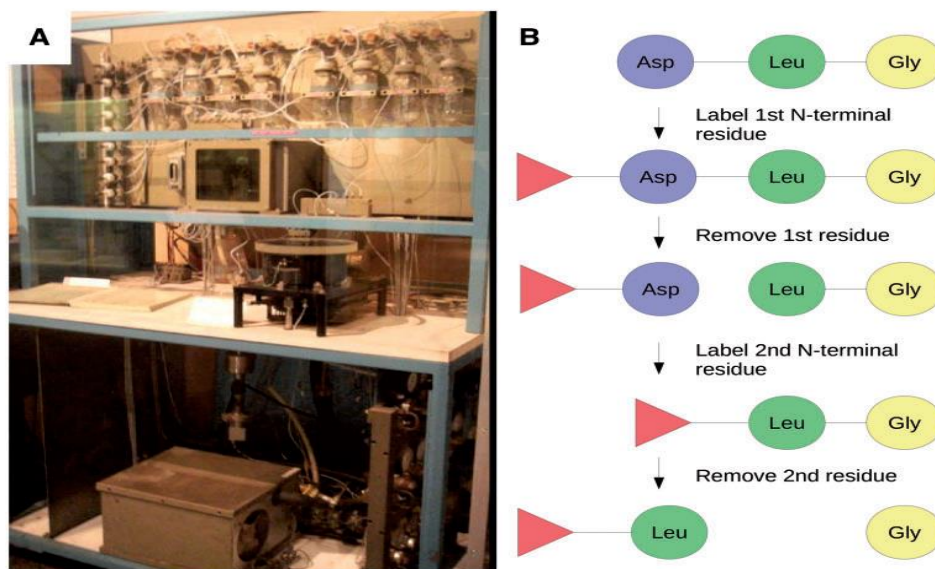 A
B
Asp Leu Gly
Label 1st N-terminal
residue
Asp Leu Gly
Remove 1st residue
Asp Leu Gly
Label 2nd N-terminal
residue
Leu Gly
Remove 2nd residue
Leu Gly